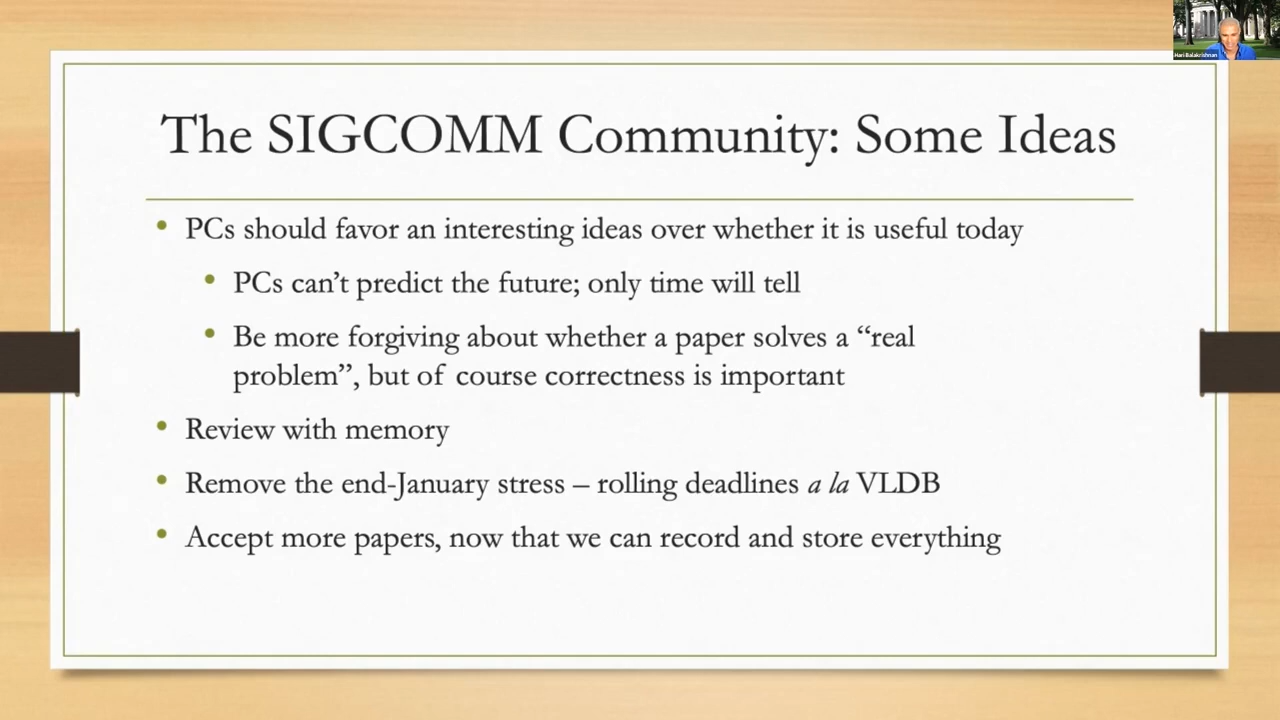 The SIGCOMM Community: Some Ideas
• PCs should favor an interesting ideas over whether it is useful today
• PCs can’t predict the future; only time will tell
• Be more forgiving about whether a paper solves a “real
problem”, but of course correctness is important
• Review with memory
• Remove the end-January stress – rolling deadlines a la VLDB
• Accept more papers, now that we can record and store everything
Hari Balakrishnan